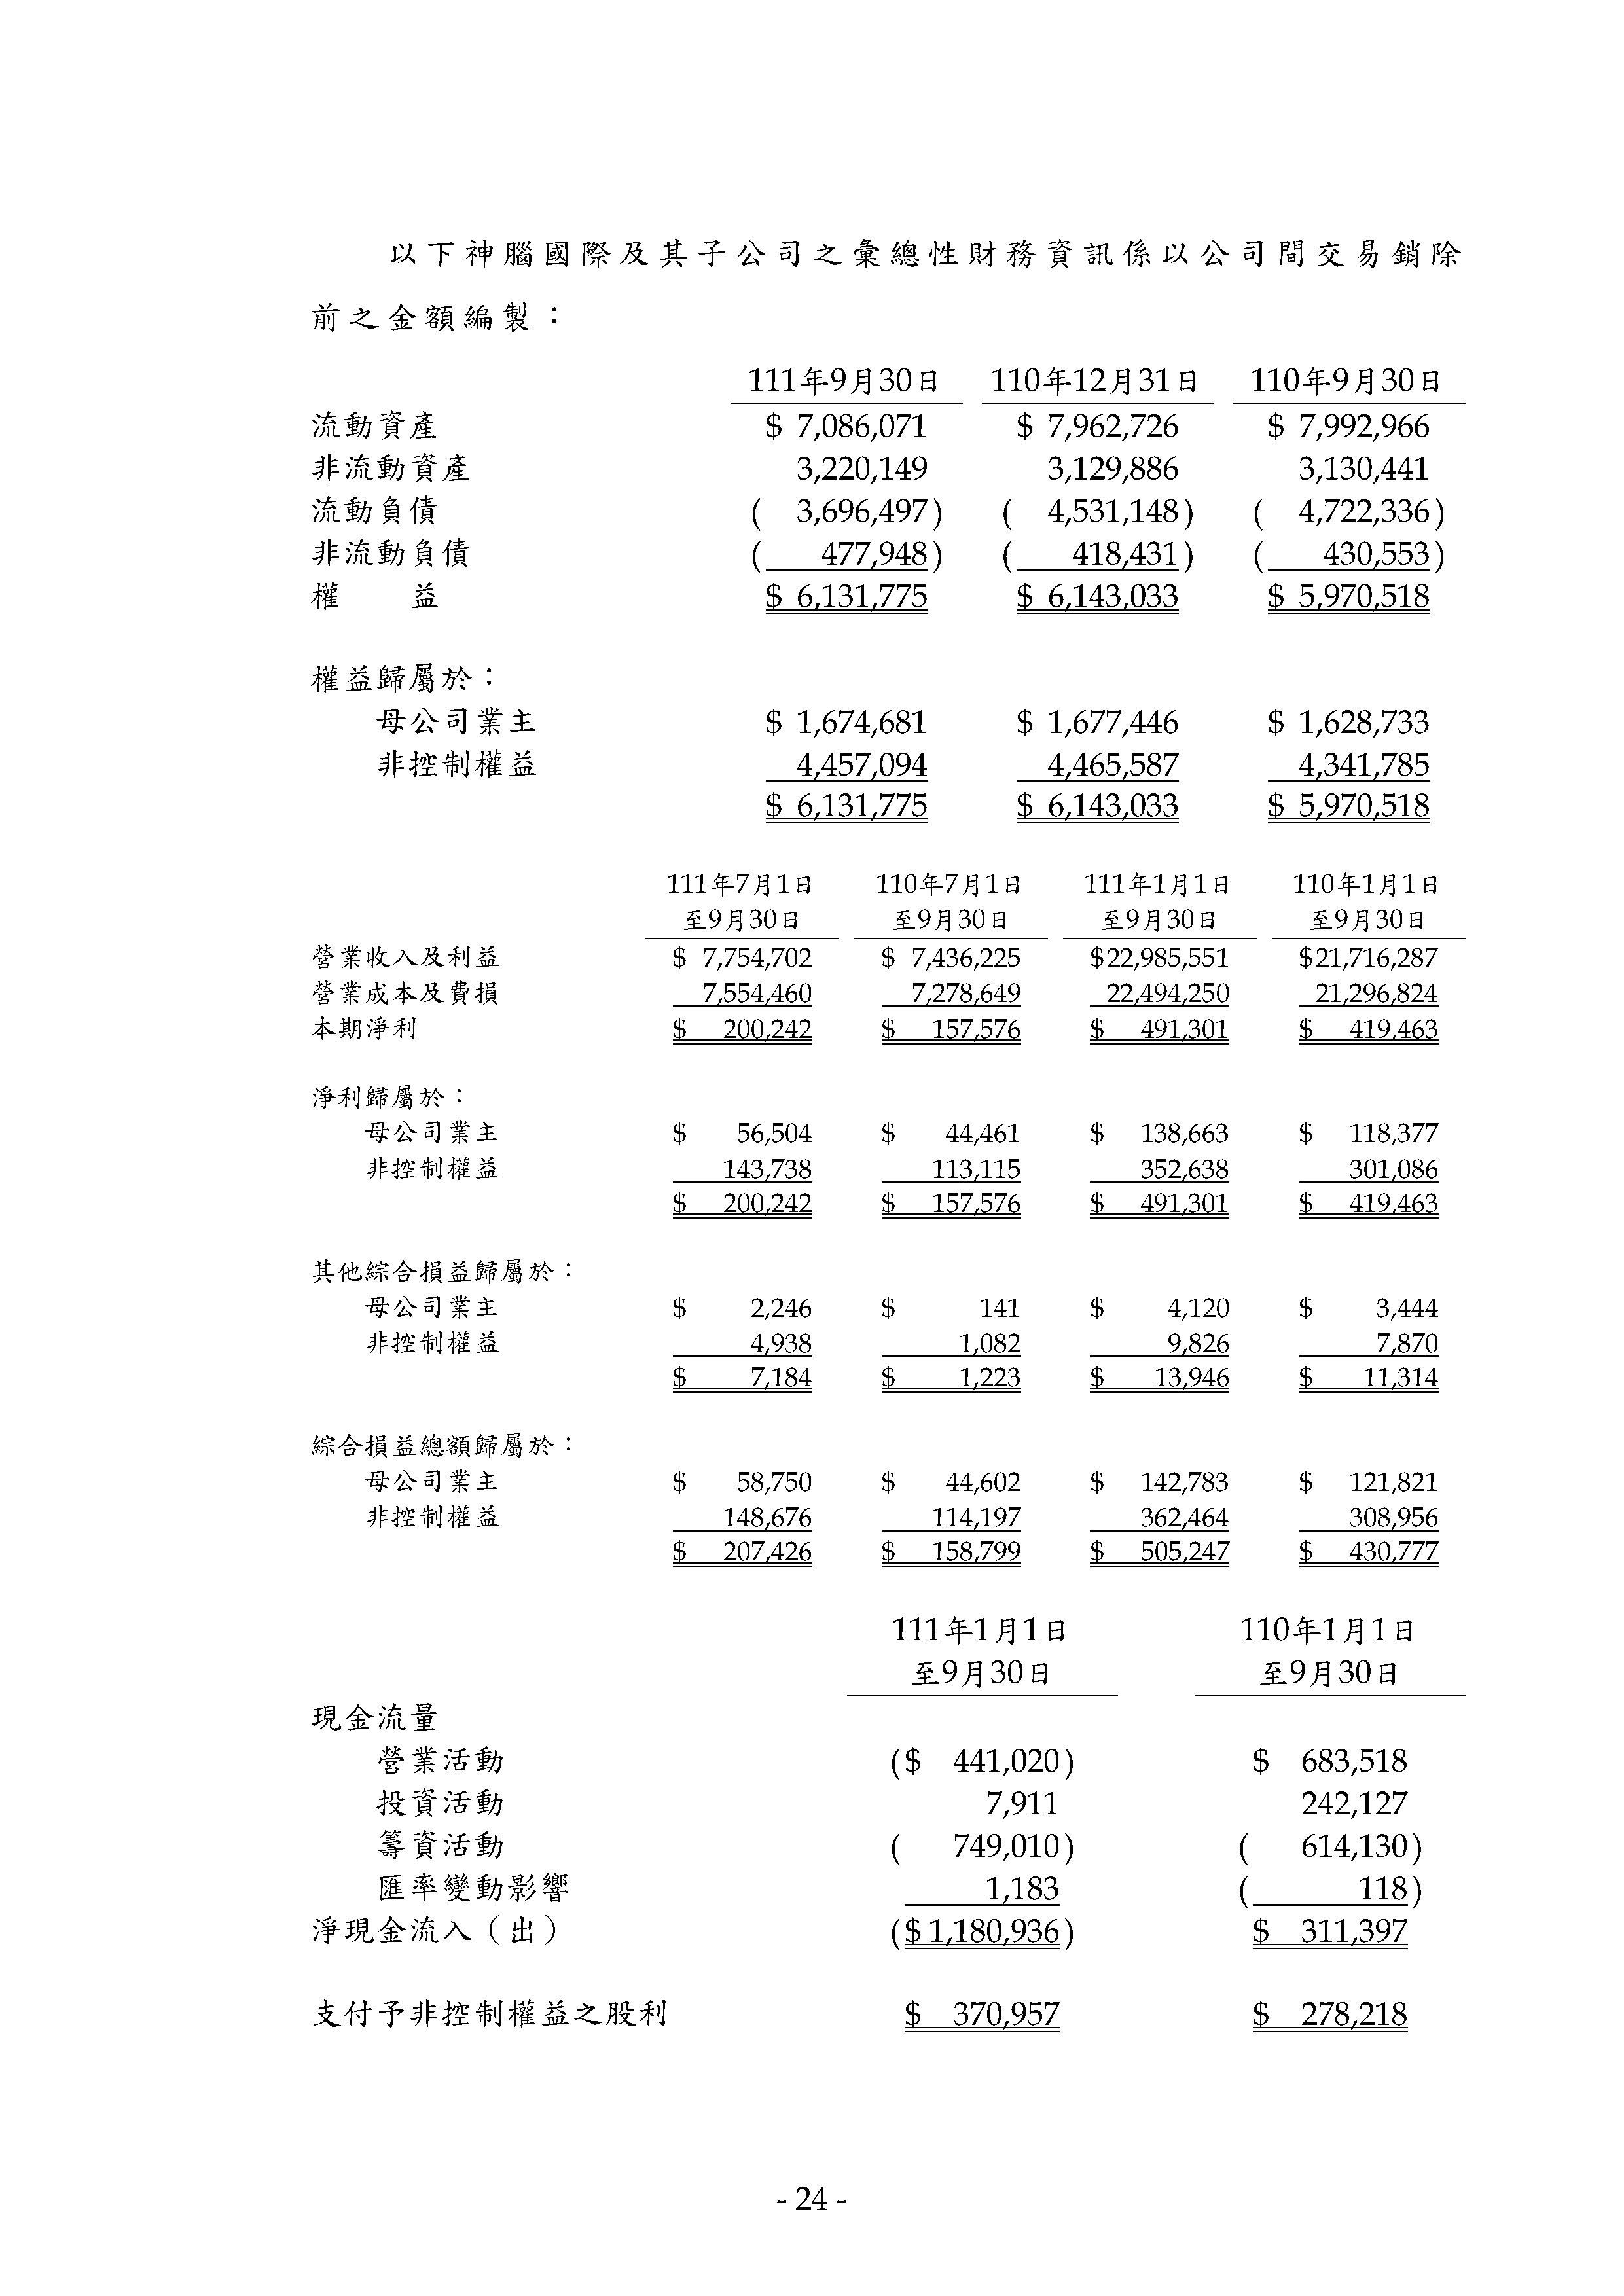 以下神腦國際及其子公司之彙總性財務資訊係以公司間交易銷除
前之金額編製：
111年9月30日 110年12月31日 110年9月30日
流動資產 $ 7,086,071 $ 7,962,726 $ 7,992,966
非流動資產 3,220,149 3,129,886 3,130,441
流動負債 ( 3,696,497) ( 4,531,148) ( 4,722,336)
非流動負債 ( 477,948) ( 418,431) ( 430,553)
權 益 $ 6,131,775 $ 6,143,033 $ 5,970,518
權益歸屬於：
母公司業主 $ 1,674,681 $ 1,677,446 $ 1,628,733
非控制權益 4,457,094 4,465,587 4,341,785
$ 6,131,775 $ 6,143,033 $ 5,970,518
111年7月1日 110年7月1日 111年1月1日 110年1月1日
至9月30日 至9月30日 至9月30日 至9月30日
營業收入及利益 $ 7,754,702 $ 7,436,225 $22,985,551 $21,716,287
營業成本及費損 7,554,460 7,278,649 22,494,250 21,296,824
本期淨利 $ 200,242 $ 157,576 $ 491,301 $ 419,463
淨利歸屬於：
母公司業主 $ 56,504 $ 44,461 $ 138,663 $ 118,377
非控制權益 143,738 113,115 352,638 301,086
$ 200,242 $ 157,576 $ 491,301 $ 419,463
其他綜合損益歸屬於：
母公司業主 $ 2,246 $ 141 $ 4,120 $ 3,444
非控制權益 4,938 1,082 9,826 7,870
$ 7,184 $ 1,223 $ 13,946 $ 11,314
綜合損益總額歸屬於：
母公司業主 $ 58,750 $ 44,602 $ 142,783 $ 121,821
非控制權益 148,676 114,197 362,464 308,956
$ 207,426 $ 158,799 $ 505,247 $ 430,777
111年1月1日 110年1月1日
至9月30日 至9月30日
現金流量
營業活動 ($ 441,020) $ 683,518
投資活動 7,911 242,127
籌資活動 ( 749,010) ( 614,130)
匯率變動影響 1,183 ( 118)
淨現金流入（出） ($ 1,180,936) $ 311,397
支付予非控制權益之股利 $ 370,957 $ 278,218
- 24 -